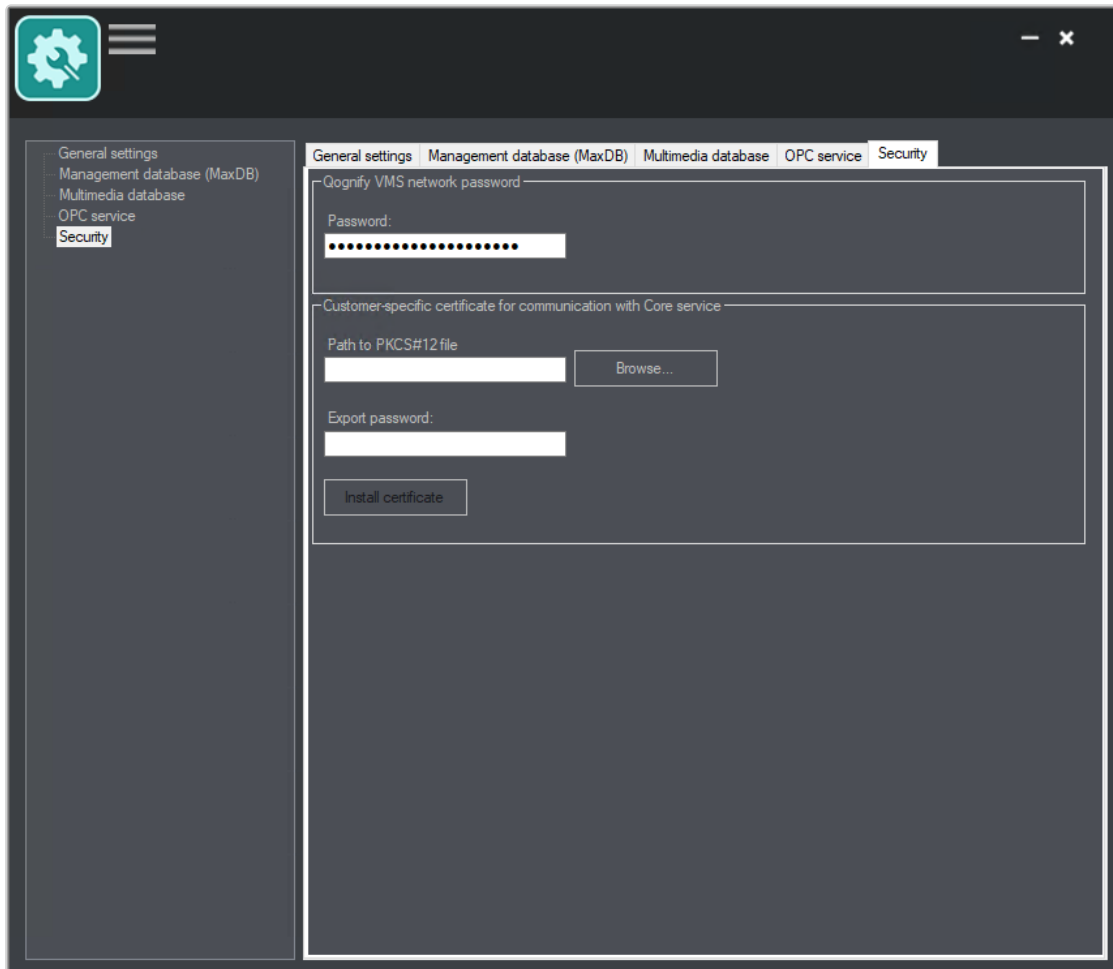 General settings
Management database (MaxDB)
Multimedia database
OPC service
Security
General settings Management database (MaxDB) Multimedia database OPC service Security
Qognify VMS network password
Password:
●●●●●●●●●●●●●●●●●●●●●
Customer-specific certificate for communication with Core service
Path to PKCS#12 file
Browse...
Export password:
Install certificate